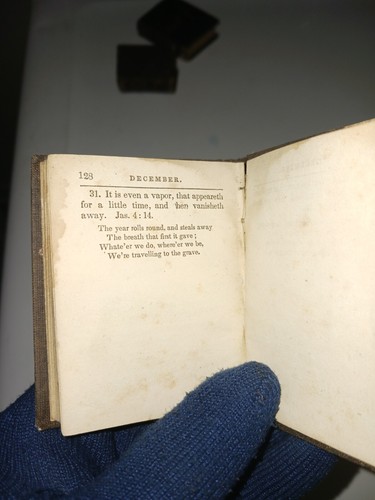 128 DECEMBER.
31. It is even a vapor, that appeareth
for a little time, and then vanisheth
away. Jas. 4:14.
The year rolls round, and steals away
The breath that first it gave;
Whate'er we do, where'er we be,
We're travelling to the grave.